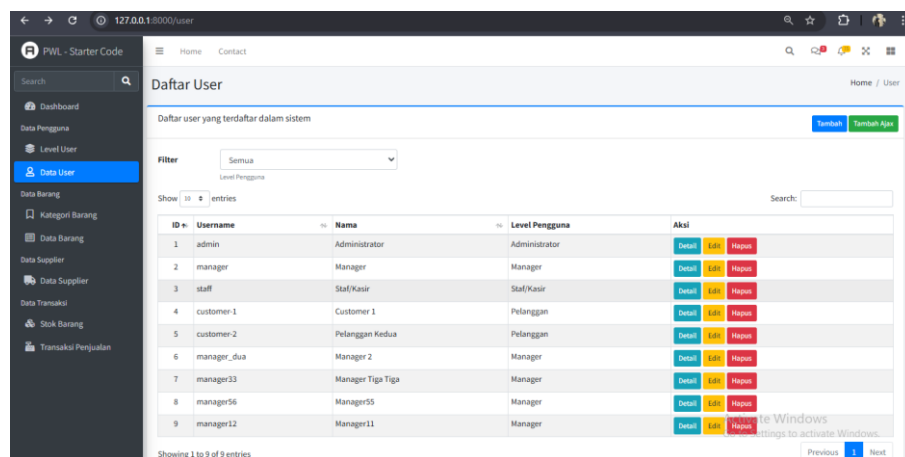 127.0.0.1:8000/user
PWL - Starter Code
Home Contact
Search
Daftar User
Home / User
Dashboard
Data Pengguna
Level User
Data User
Data Barang
Kategori Barang
Data Barang
Data Supplier
Data Supplier
Data Transaksi
Stok Barang
Transaksi Penjualan
Daftar user yang terdaftar dalam sistem
Tambah Tambah Ajax
Filter Semua
Level Pengguna
Show 10 entries Search:
ID Username Nama Level Pengguna Aksi
1 admin Administrator Administrator Detail Edit Hapus
2 manager Manager Manager Detail Edit Hapus
3 staff Staf/Kasir Staf/Kasir Detail Edit Hapus
4 customer-1 Customer 1 Pelanggan Detail Edit Hapus
5 customer-2 Pelanggan Kedua Pelanggan Detail Edit Hapus
6 manager_dua Manager 2 Manager Detail Edit Hapus
7 manager33 Manager Tiga Tiga Manager Detail Edit Hapus
8 manager56 Manager55 Manager Detail Edit Hapus
9 manager12 Manager11 Manager Detail Edit Hapus
Activate Windows
Go to Settings to activate Windows.
Showing 1 to 9 of 9 entries
Previous 1 Next